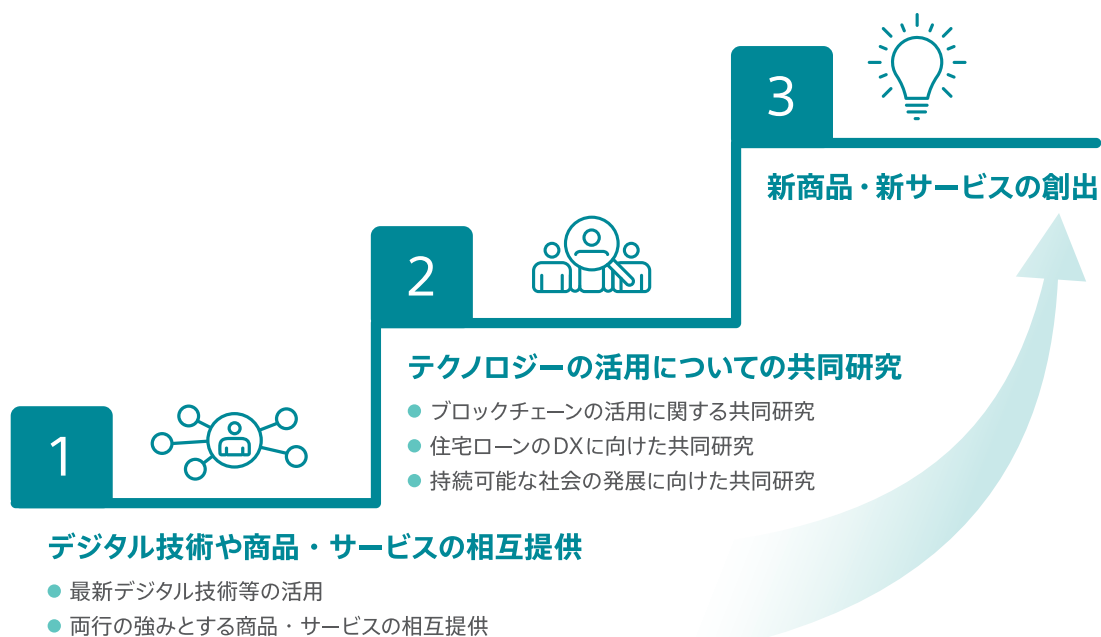 1
デジタル技術や商品・サービスの相互提供
最新デジタル技術等の活用
両行の強みとする商品・サービスの相互提供
2
テクノロジーの活用についての共同研究
ブロックチェーンの活用に関する共同研究
住宅ローンのDXに向けた共同研究
持続可能な社会の発展に向けた共同研究
3
新商品・新サービスの創出